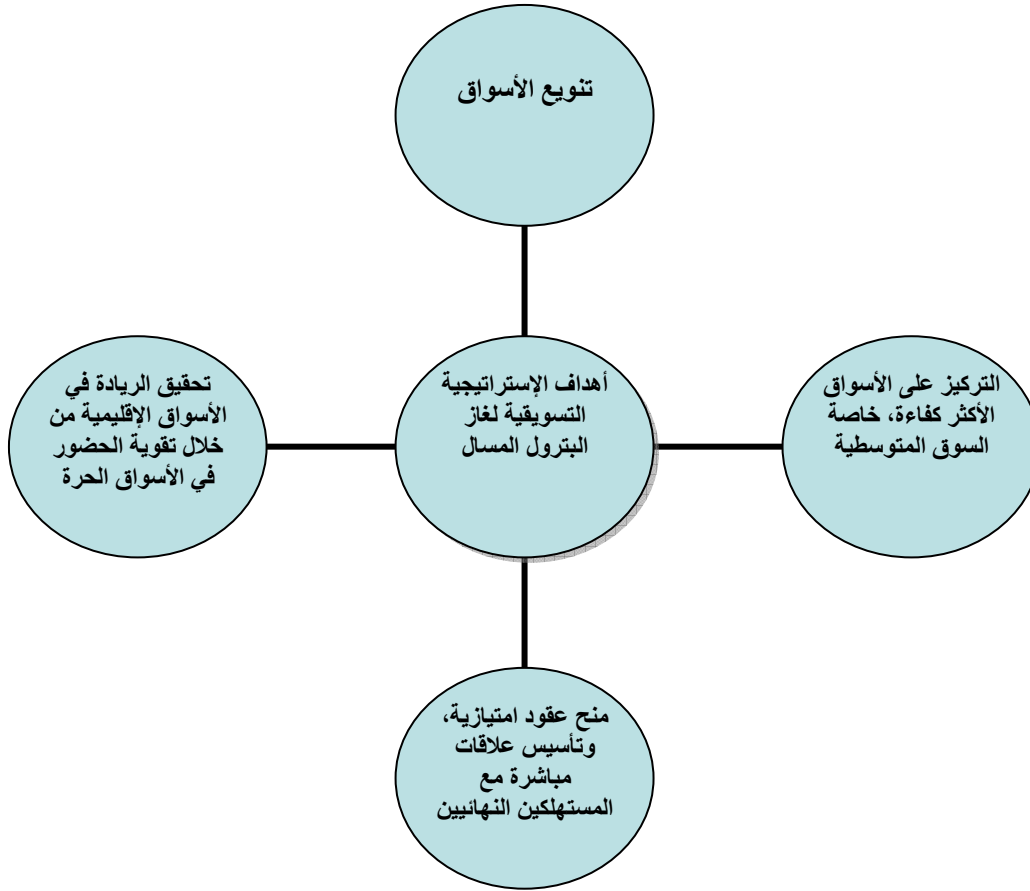 تنويع الأسواق
التركيز على الأسواق
الأكثر كفاءة، خاصة
السوق المتوسطية
أهداف الإستراتيجية
التسويقية لغاز
البترول المسال
تحقيق الريادة في
الأسواق الإقليمية من
خلال تقوية الحضور
في الأسواق الحرة
منح عقود امتيازية،
وتأسيس علاقات
مباشرة مع
المستهلكين النهائيين